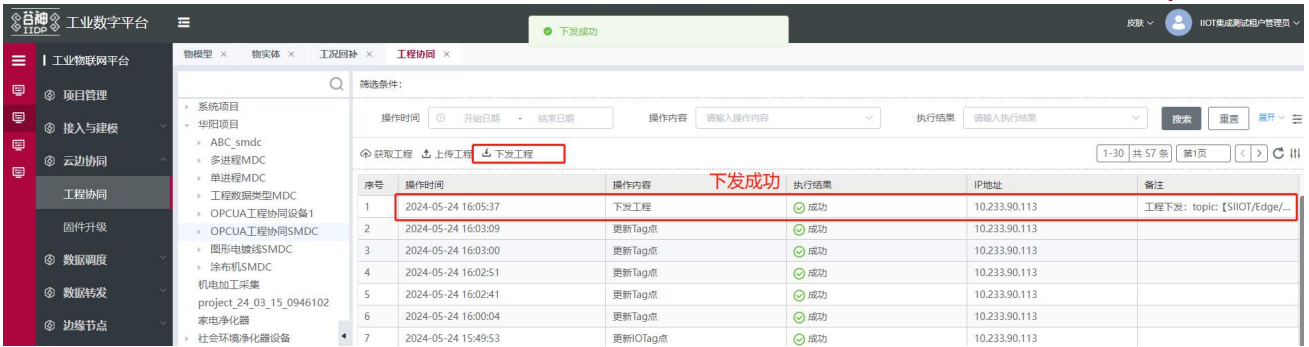 谷神 IIDP 工业数字平台
下发成功
皮肤
IIOT集成测试租户管理员
工业物联网平台
项目管理
接入与建模
云边协同
工程协同
固件升级
数据调度
数据转发
边缘节点
物模型 × 物实体 × 工况回补 × 工程协同 ×
系统项目
华阳项目
ABC_smdc
多进程MDC
单进程MDC
工程数据类型MDC
OPCUA工程协同设备1
OPCUA工程协同SMDC
图形电镀线SMDC
涂布机SMDC
机电加工采集
project_24_03_15_0946102
家电净化器
社会环境净化器设备
筛选条件:
操作时间 开始日期 - 结束日期 操作内容 请输入操作内容 执行结果 请输入执行结果 搜索 重置 展开
获取工程 上传工程 下发工程 1-30 共 57 条 第1页 < >
下发成功
序号 操作时间 操作内容 执行结果 IP地址 备注
1 2024-05-24 16:05:37 下发工程 成功 10.233.90.113 工程下发：topic:【SIIOT/Edge/...
2 2024-05-24 16:03:09 更新Tag点 成功 10.233.90.113
3 2024-05-24 16:03:00 更新Tag点 成功 10.233.90.113
4 2024-05-24 16:02:51 更新Tag点 成功 10.233.90.113
5 2024-05-24 16:02:41 更新Tag点 成功 10.233.90.113
6 2024-05-24 16:00:04 更新Tag点 成功 10.233.90.113
7 2024-05-24 15:49:53 更新IOTag点 成功 10.233.90.113